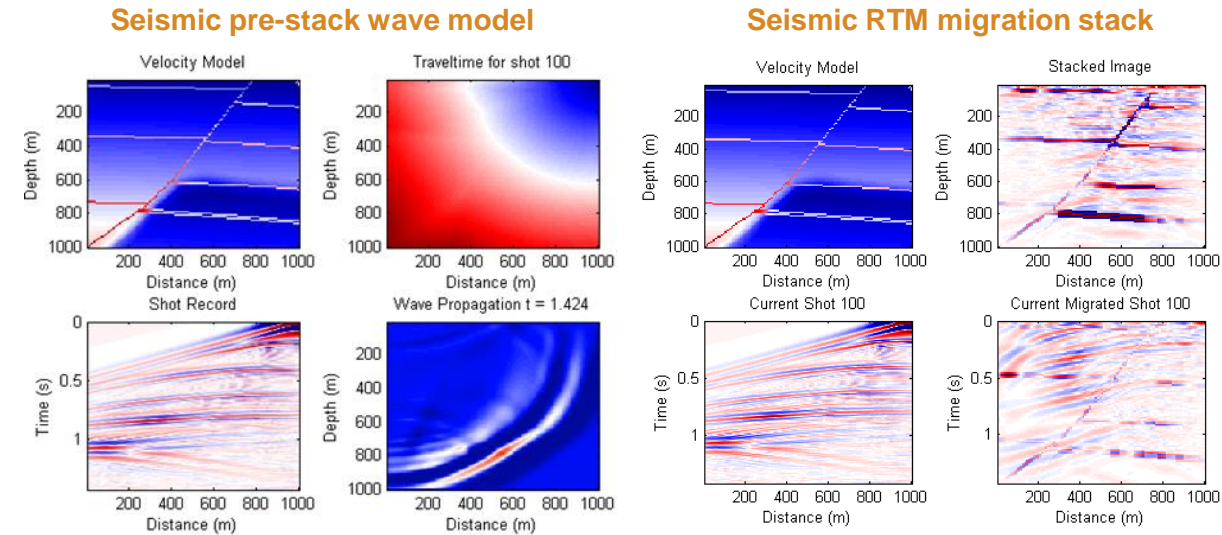 Seismic pre-stack wave model
Seismic RTM migration stack
Velocity Model
Depth (m)
200
400
600
800
1000
200 400 600 800 1000
Distance (m)
Traveltime for shot 100
200
400
600
800
1000
200 400 600 800 1000
Distance (m)
Shot Record
Time (s)
0
0.5
1
200 400 600 800 1000
Distance (m)
Wave Propagation t = 1.424
Depth (m)
200
400
600
800
1000
200 400 600 800 1000
Distance (m)
Velocity Model
Depth (m)
200
400
600
800
1000
200 400 600 800 1000
Distance (m)
Stacked Image
Depth (m)
200
400
600
800
1000
200 400 600 800 1000
Distance (m)
Current Shot 100
Time (s)
0
0.5
1
200 400 600 800 1000
Distance (m)
Current Migrated Shot 100
Time (s)
0
0.5
1
200 400 600 800 1000
Distance (m)